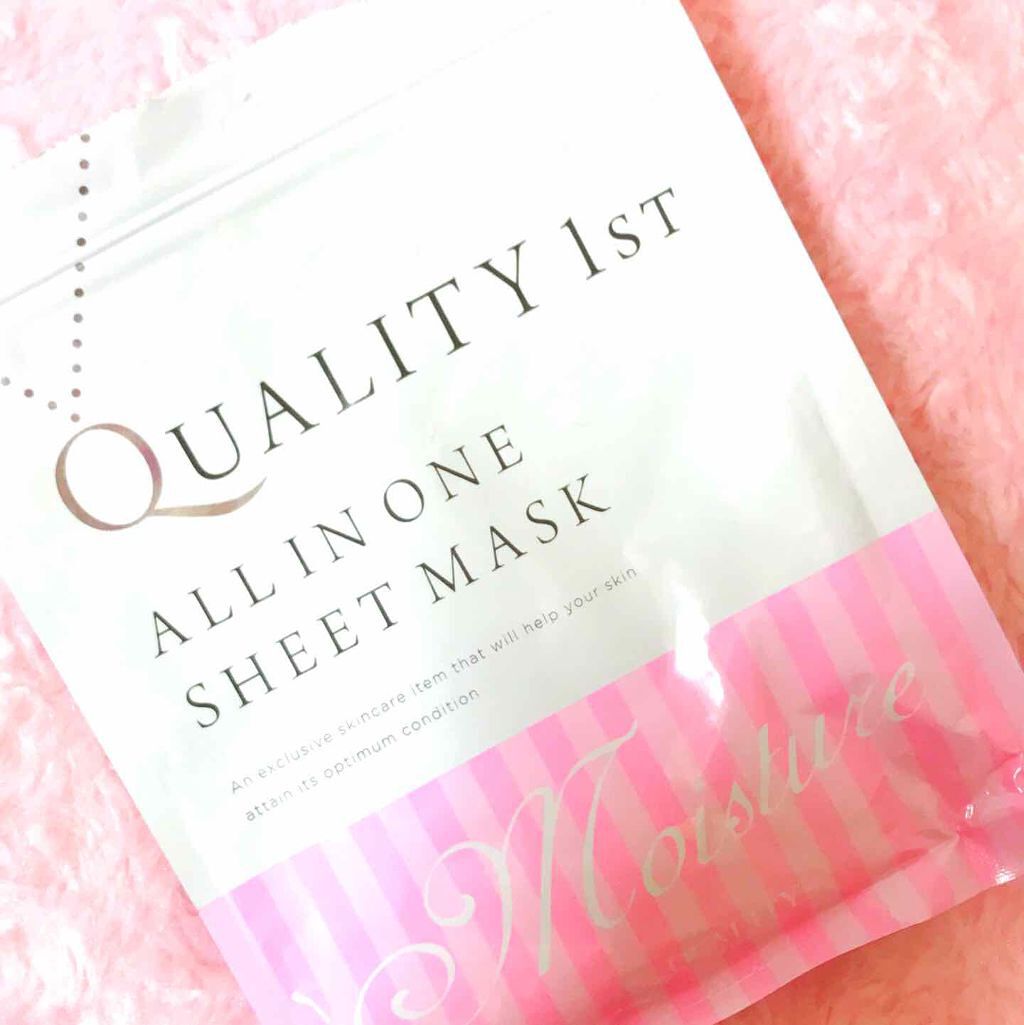 QUALITY 1ST
ALL IN ONE
SHEET MASK
An exclusive skincare item that will help your skin
attain its optimum condition
Moisture